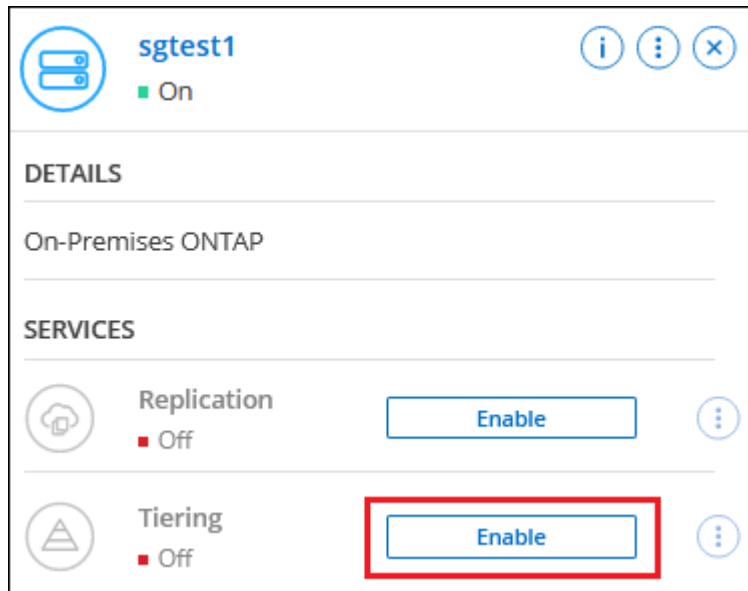 sgtest1
On
DETAILS
On-Premises ONTAP
SERVICES
Replication
Enable
Off
Tiering
Enable
Off